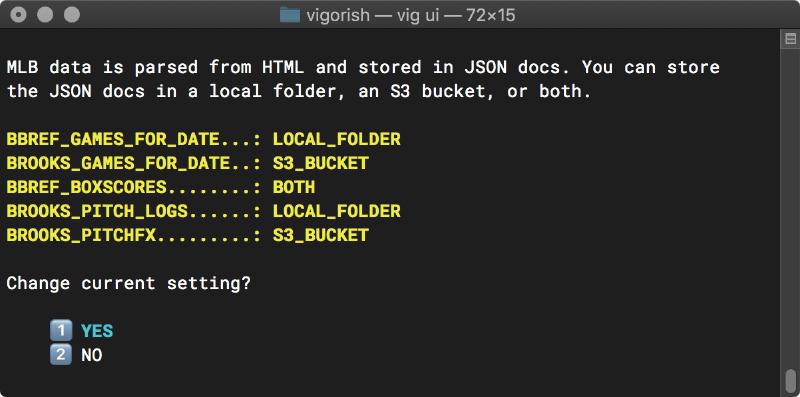 vigorish — vig ui — 72×15
MLB data is parsed from HTML and stored in JSON docs. You can store
the JSON docs in a local folder, an S3 bucket, or both.
BBREF_GAMES_FOR_DATE...: LOCAL_FOLDER
BROOKS_GAMES_FOR_DATE..: S3_BUCKET
BBREF_BOXSCORES........: BOTH
BROOKS_PITCH_LOGS......: LOCAL_FOLDER
BROOKS_PITCHFX.........: S3_BUCKET
Change current setting?
1 YES
2 NO